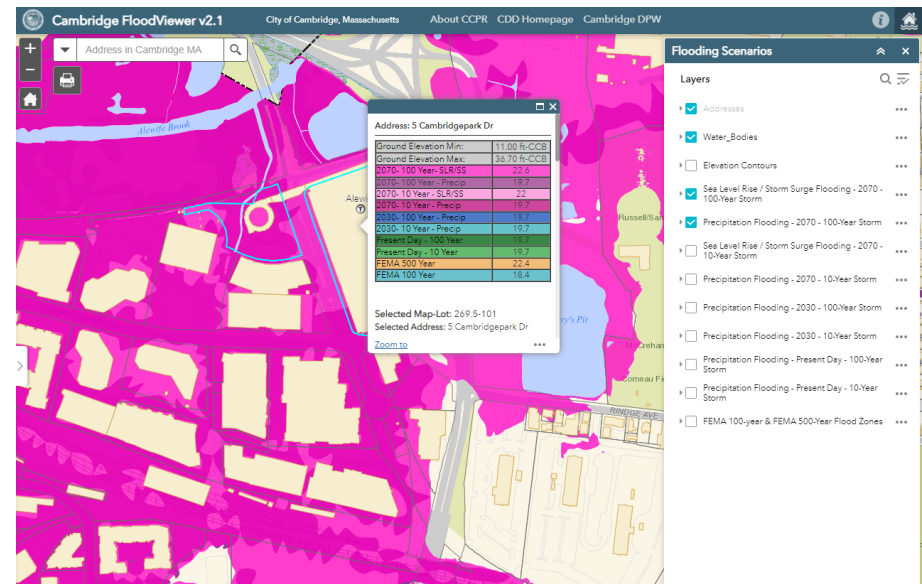 Cambridge FloodViewer v2.1
City of Cambridge, Massachusetts
About CCPR CDD Homepage Cambridge DPW
Address in Cambridge MA
Flooding Scenarios
Layers
Addresses
Water_Bodies
Elevation Contours
Sea Level Rise / Storm Surge Flooding - 2070 -
100-Year Storm
Precipitation Flooding - 2070 - 100-Year Storm
Sea Level Rise / Storm Surge Flooding - 2070 -
10-Year Storm
Precipitation Flooding - 2070 - 10-Year Storm
Precipitation Flooding - 2030 - 100-Year Storm
Precipitation Flooding - 2030 - 10-Year Storm
Precipitation Flooding - Present Day - 100-Year
Storm
Precipitation Flooding - Present Day - 10-Year
Storm
FEMA 100-year & FEMA 500-Year Flood Zones
Address: 5 Cambridgepark Dr
Ground Elevation Min: 11.00 ft-CCB
Ground Elevation Max: 36.70 ft-CCB
2070- 100 Year- SLR/SS 22.6
2070- 100 Year - Precip 19.7
2070- 10 Year - SLR/SS 22
2070- 10 Year - Precip 19.7
2030- 100 Year - Precip 19.7
2030- 10 Year - Precip 19.7
Present Day - 100 Year 19.7
Present Day - 10 Year 19.7
FEMA 500 Year 22.4
FEMA 100 Year 18.4
Selected Map-Lot: 269.5-101
Selected Address: 5 Cambridgepark Dr
Zoom to
Alewife Brook
Alew
Russell/Sa
ry's Pit
McCrehan
Comeau Fi
RINDGE AVE